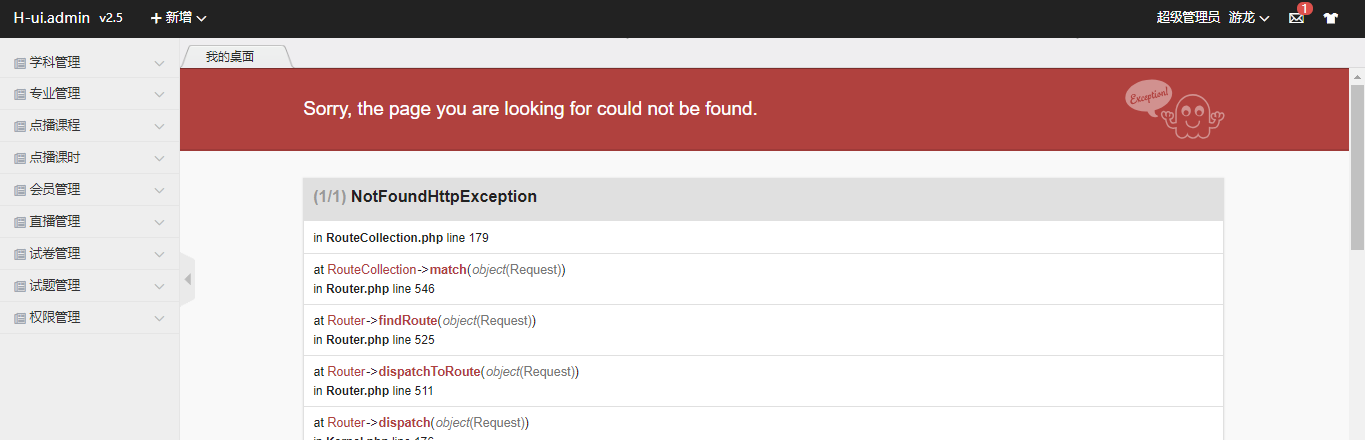 H-ui.admin v2.5 新增 超级管理员 游龙 1
我的桌面
学科管理
专业管理
点播课程
点播课时
会员管理
直播管理
试卷管理
试题管理
权限管理
Sorry, the page you are looking for could not be found.
Exception!
(1/1) NotFoundHttpException
in RouteCollection.php line 179
at RouteCollection->match(object(Request))
in Router.php line 546
at Router->findRoute(object(Request))
in Router.php line 525
at Router->dispatchToRoute(object(Request))
in Router.php line 511
at Router->dispatch(object(Request))
in Kernel.php line 176